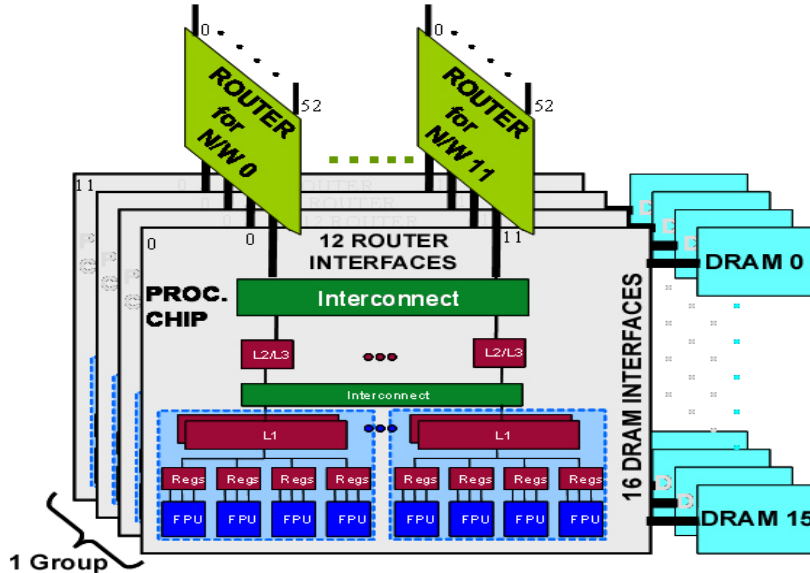 0
0
52
52
ROUTER
for
N/W 0
ROUTER
for
N/W 11
11
0
0
11
12 ROUTER
INTERFACES
PROC.
CHIP
Interconnect
L2/L3
L2/L3
Interconnect
L1
L1
Regs Regs Regs Regs
Regs Regs Regs Regs
FPU FPU FPU FPU
FPU FPU FPU FPU
16 DRAM INTERFACES
DRAM 0
DRAM 15
1 Group